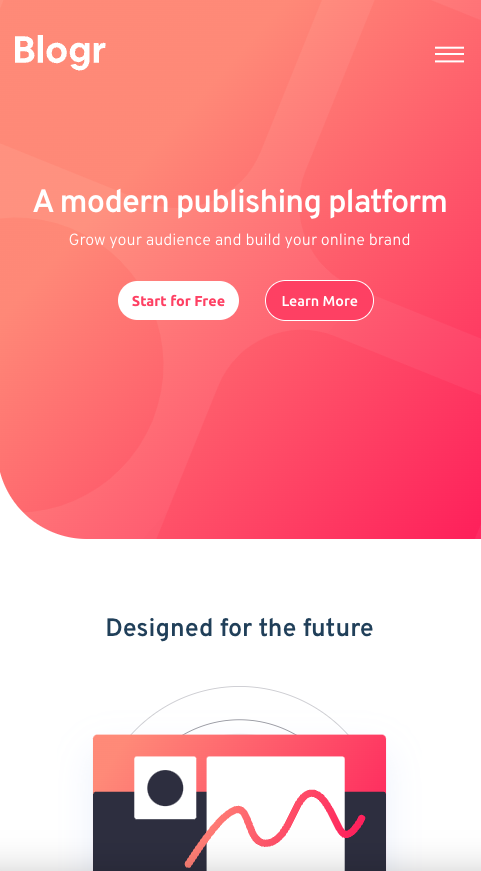 Blogr
A modern publishing platform
Grow your audience and build your online brand
Start for Free
Learn More
Designed for the future